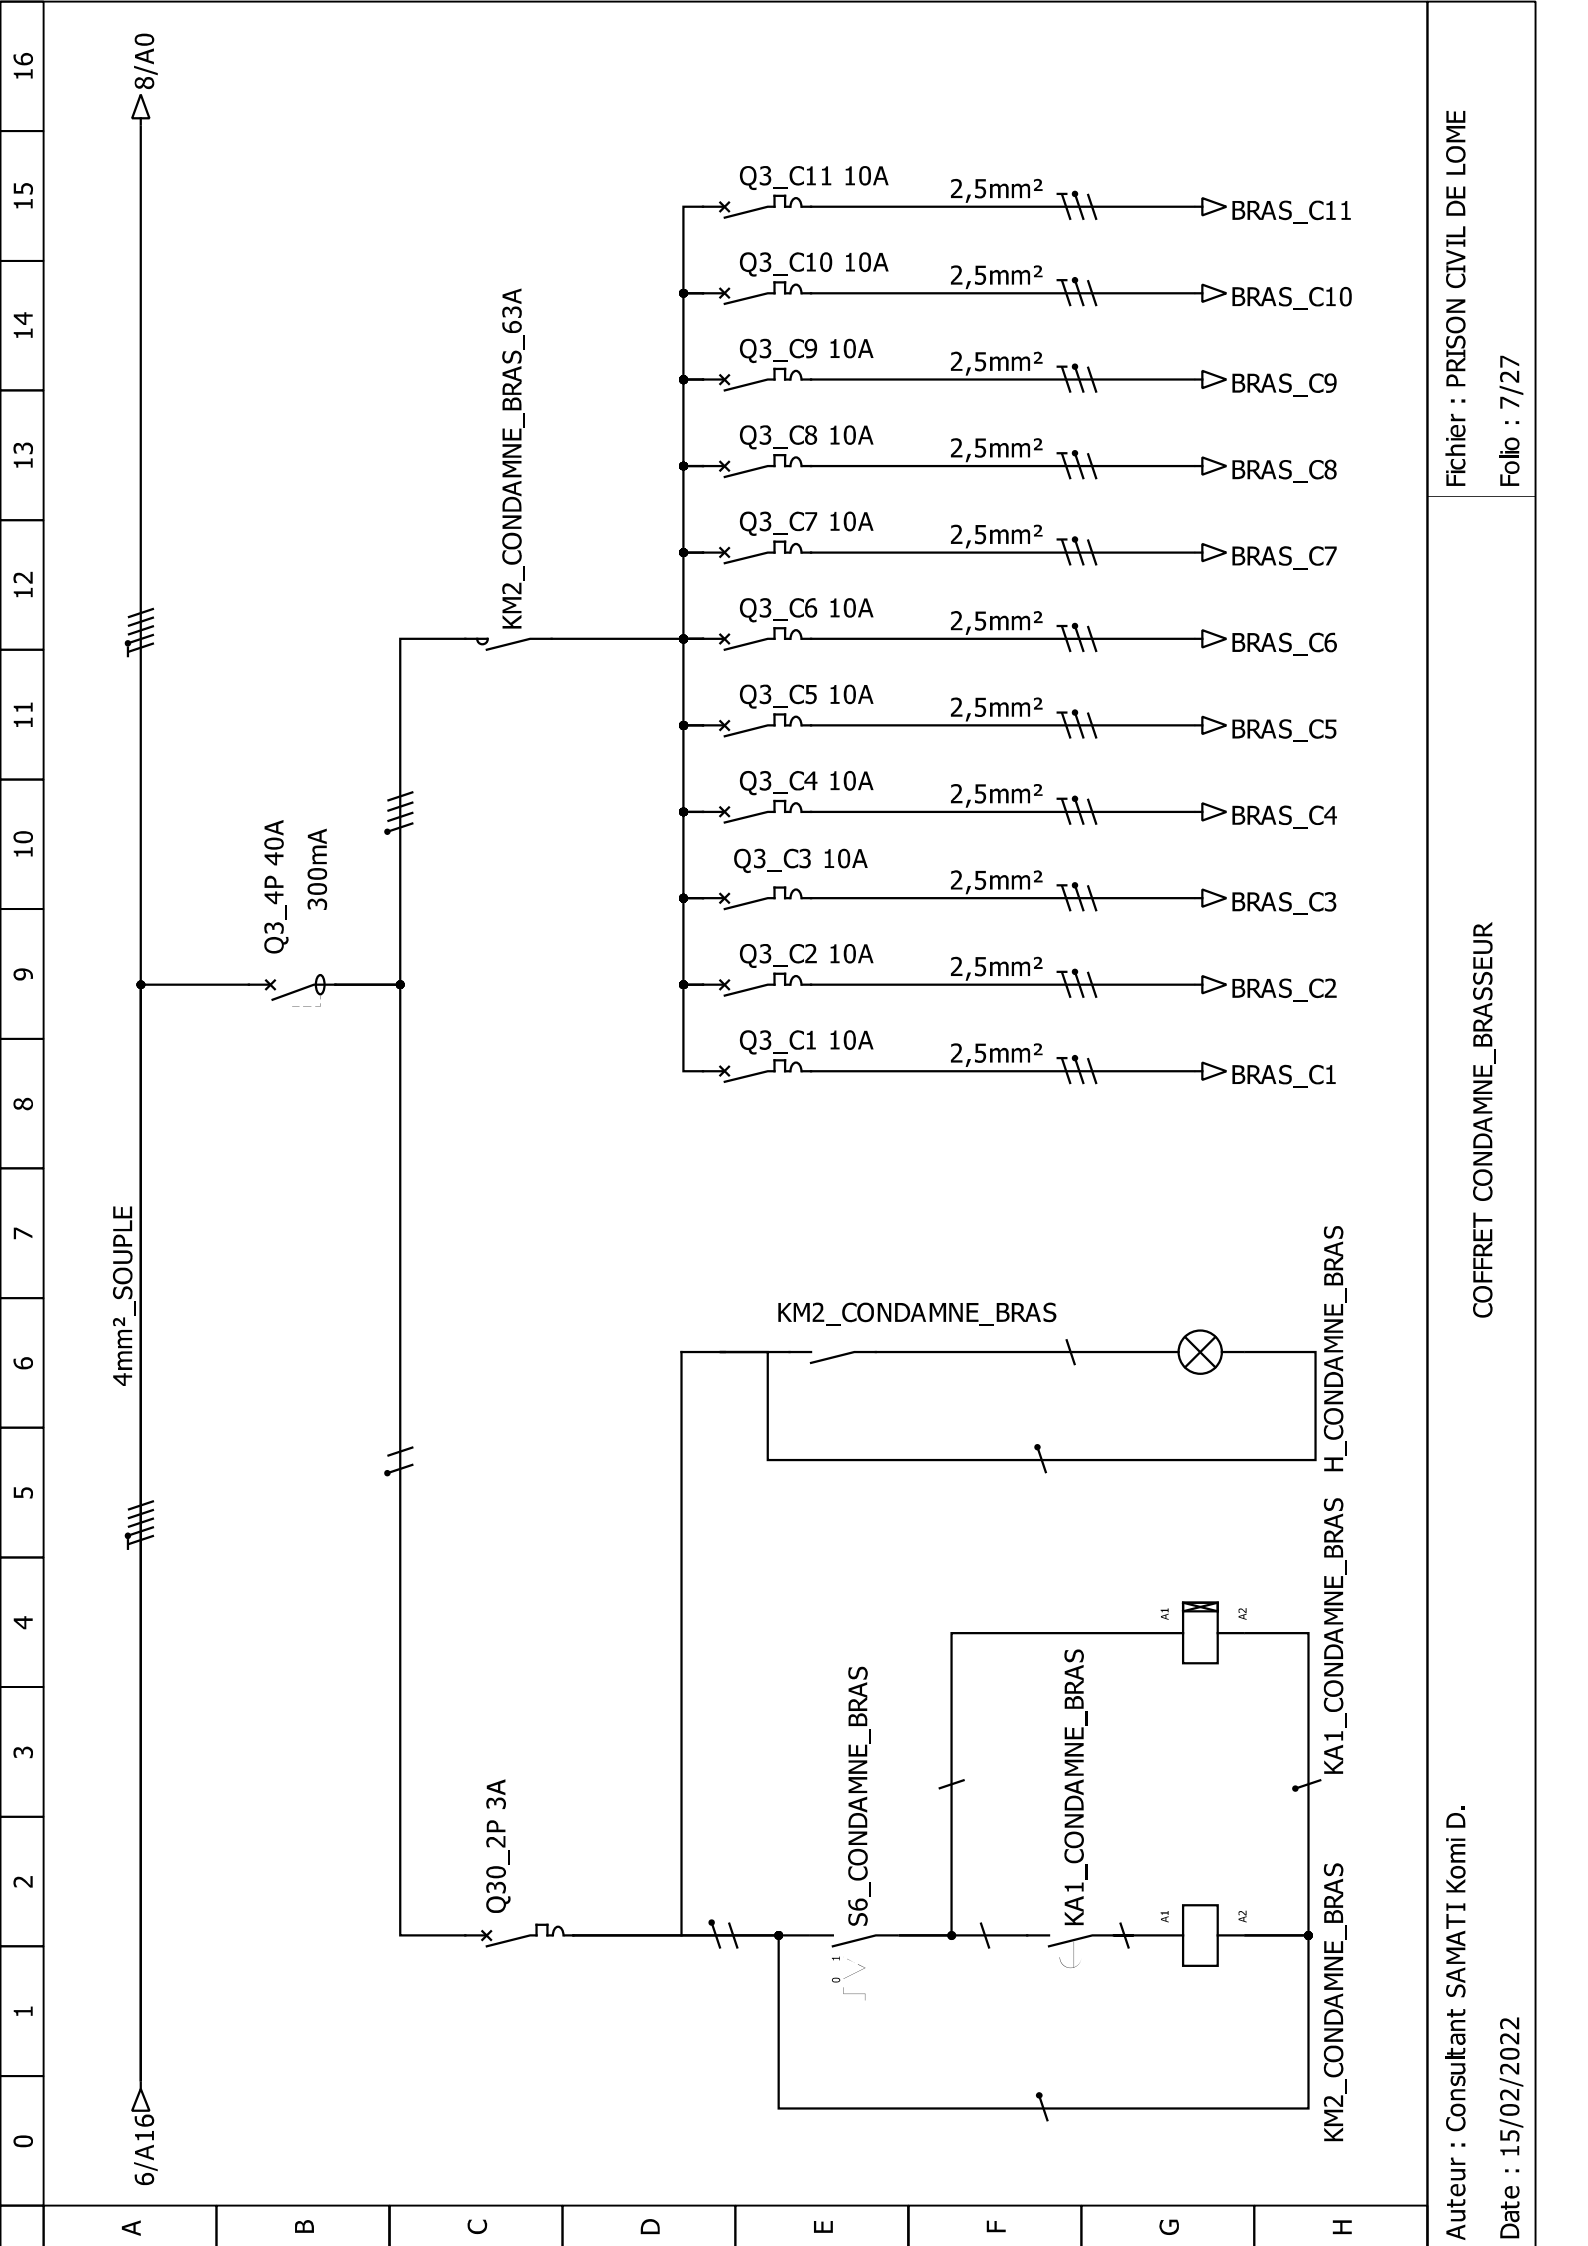 0 1 2 3 4 5 6 7 8 9 10 11 12 13 14 15 16
A
B
C
D
E
F
G
H
6/A16
4mm²_SOUPLE
8/A0
Q3_4P 40A
300mA
Q30_2P 3A
KM2_CONDAMNE_BRAS_63A
Q3_C1 10A
Q3_C2 10A
Q3_C3 10A
Q3_C4 10A
Q3_C5 10A
Q3_C6 10A
Q3_C7 10A
Q3_C8 10A
Q3_C9 10A
Q3_C10 10A
Q3_C11 10A
2,5mm²
2,5mm²
2,5mm²
2,5mm²
2,5mm²
2,5mm²
2,5mm²
2,5mm²
2,5mm²
2,5mm²
2,5mm²
BRAS_C1
BRAS_C2
BRAS_C3
BRAS_C4
BRAS_C5
BRAS_C6
BRAS_C7
BRAS_C8
BRAS_C9
BRAS_C10
BRAS_C11
KM2_CONDAMNE_BRAS
S6_CONDAMNE_BRAS
0 1
KA1_CONDAMNE_BRAS
A1
A2
A1
A2
KM2_CONDAMNE_BRAS
KA1_CONDAMNE_BRAS
H_CONDAMNE_BRAS
Auteur : Consultant SAMATI Komi D.
Date : 15/02/2022
COFFRET CONDAMNE_BRASSEUR
Fichier : PRISON CIVIL DE LOME
Folio : 7/27